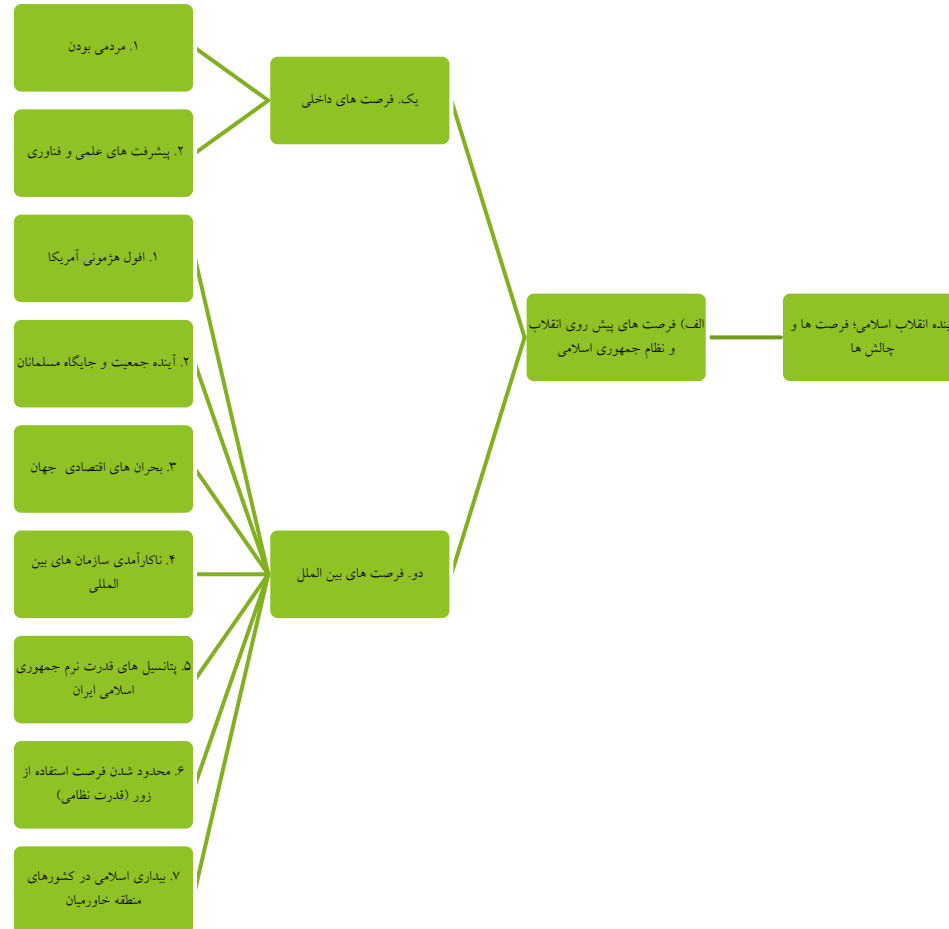 ینده انقلاب اسلامی؛ فرصت ها و
چالش ها
الف) فرصت های پیش روی انقلاب
و نظام جمهوری اسلامی
یک. فرصت های داخلی
۱. مردمی بودن
۲. پیشرفت های علمی و فناوری
دو. فرصت های بین الملل
۱. افول هژمونی آمریکا
۲. آینده جمعیت و جایگاه مسلمانان
۳. بحران های اقتصادی جهان
۴. ناکارآمدی سازمان های بین
المللی
۵. پتانسیل های قدرت نرم جمهوری
اسلامی ایران
۶. محدود شدن فرصت استفاده از
زور (قدرت نظامی)
۷. بیداری اسلامی در کشورهای
منطقه خاورمیان